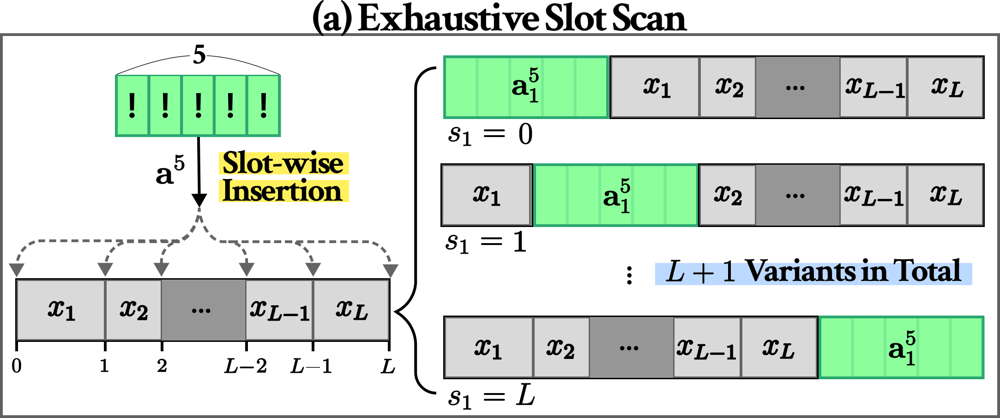 (a) Exhaustive Slot Scan
5
! ! ! ! !
a^5
Slot-wise
Insertion
x_1 x_2 ... x_{L-1} x_L
0 1 2 L-2 L-1 L
a_1^5 x_1 x_2 ... x_{L-1} x_L
s_1 = 0
x_1 a_1^5 x_2 ... x_{L-1} x_L
s_1 = 1
⋮ L + 1 Variants in Total
x_1 x_2 ... x_{L-1} x_L a_1^5
s_1 = L